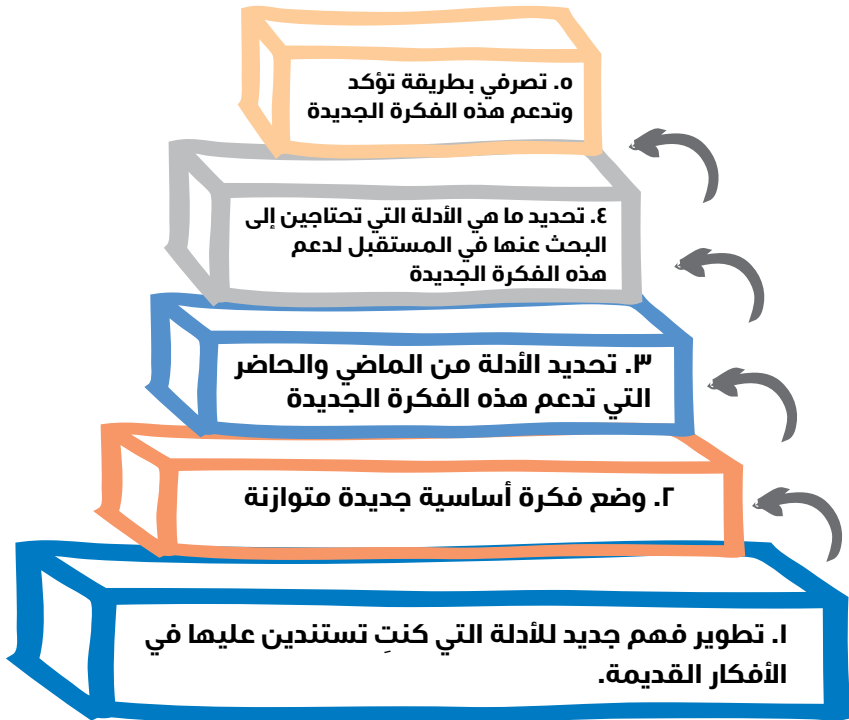 ٥. تصرفي بطريقة تؤكد
وتدعم هذه الفكرة الجديدة
٤. تحديد ما هي الأدلة التي تحتاجين إلى
البحث عنها في المستقبل لدعم
هذه الفكرة الجديدة
٣. تحديد الأدلة من الماضي والحاضر
التي تدعم هذه الفكرة الجديدة
٢. وضع فكرة أساسية جديدة متوازنة
١. تطوير فهم جديد للأدلة التي كنتِ تستندين عليها في
الأفكار القديمة.